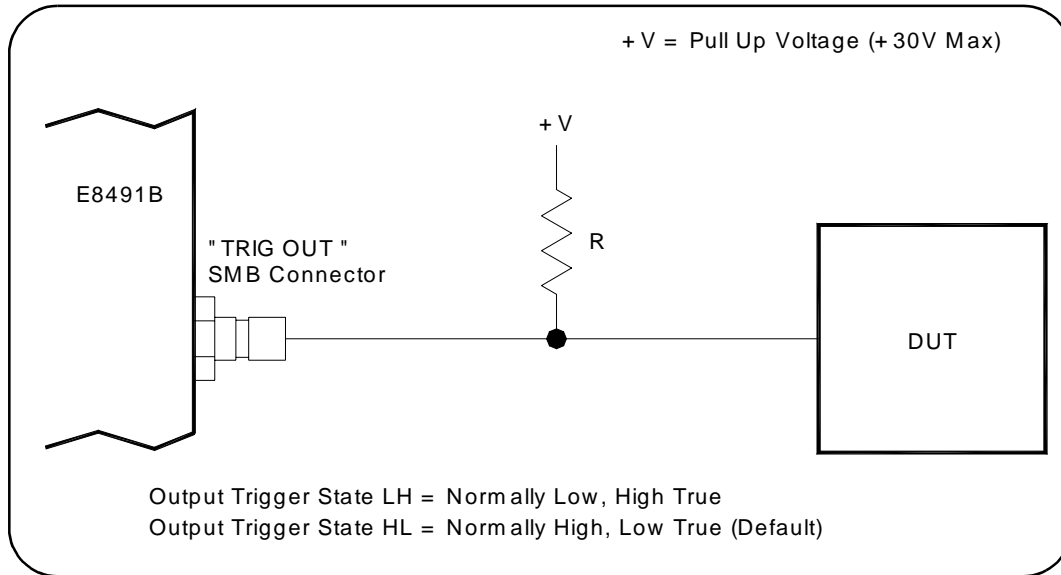 +V = Pull Up Voltage (+30V Max)
+V
E8491B
"TRIG OUT"
SMB Connector
R
DUT
Output Trigger State LH = Normally Low, High True
Output Trigger State HL = Normally High, Low True (Default)